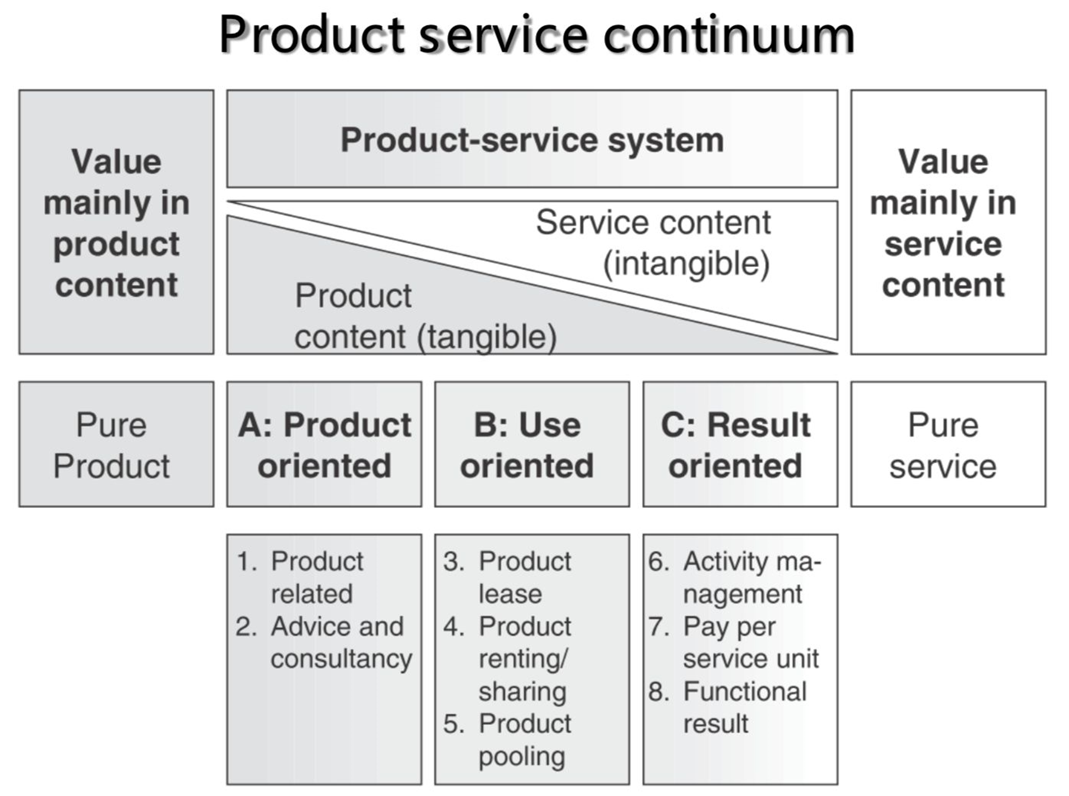 Product service continuum
Value
mainly in
product
content
Product-service system
Service content
(intangible)
Product
content (tangible)
Value
mainly in
service
content
Pure
Product
A: Product
oriented
B: Use
oriented
C: Result
oriented
Pure
service
1. Product
related
2. Advice and
consultancy
3. Product
lease
4. Product
renting/
sharing
5. Product
pooling
6. Activity ma-
nagement
7. Pay per
service unit
8. Functional
result